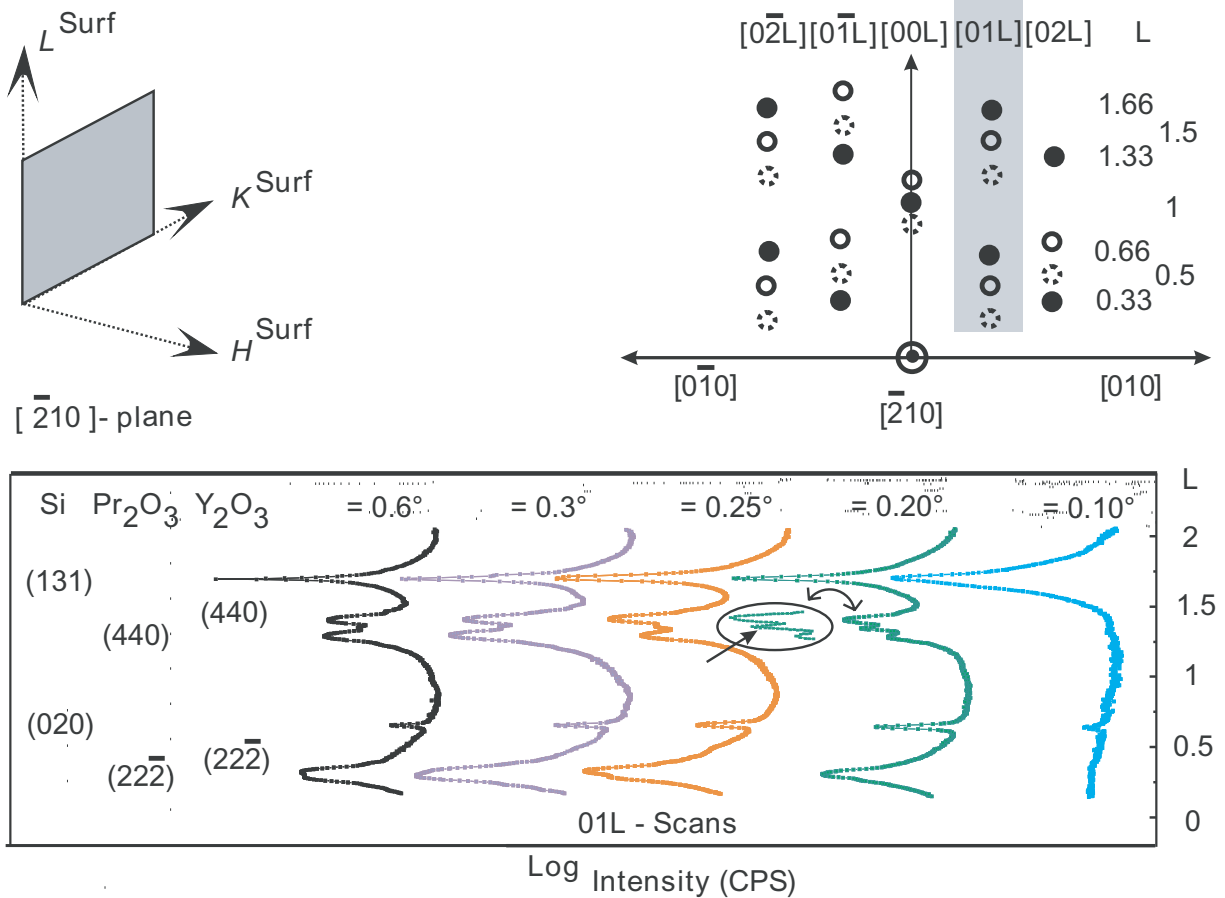 L Surf
K Surf
H Surf
[ 2̅10 ]- plane
[02̅L] [01̅L] [00L] [01L] [02L] L
1.66
1.5
1.33
1
0.66
0.5
0.33
[01̅0] [2̅10] [010]
Si Pr2O3 Y2O3 = 0.6° = 0.3° = 0.25° = 0.20° = 0.10° L
2
(131) (440)
1.5
(440)
1
(020)
0.5
(222̅) (222̅)
0
01L - Scans
Log Intensity (CPS)